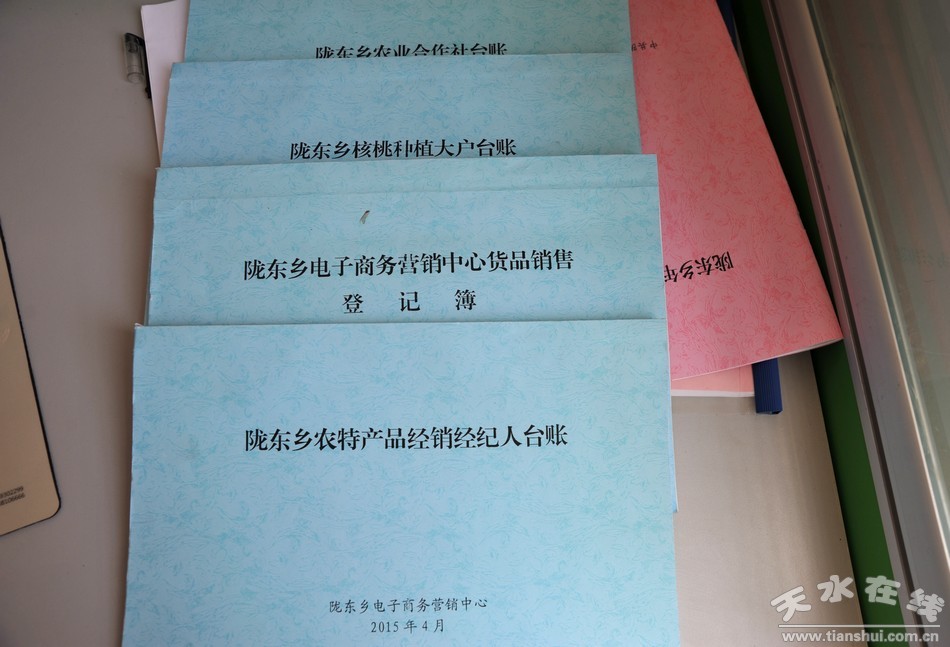 陇东乡农业合作社台账
陇东乡核桃种植大户台账
陇东乡电子商务营销中心货品销售
登记簿
陇东乡农特产品经销经纪人台账
陇东乡电子商务营销中心
2015年4月
陇东乡年
天水在线
www.tianshui.com.cn